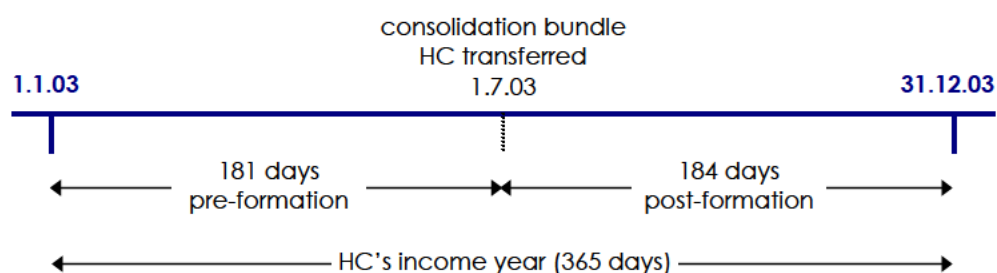 consolidation bundle
HC transferred
1.1.03 1.7.03 31.12.03
181 days 184 days
pre-formation post-formation
HC's income year (365 days)